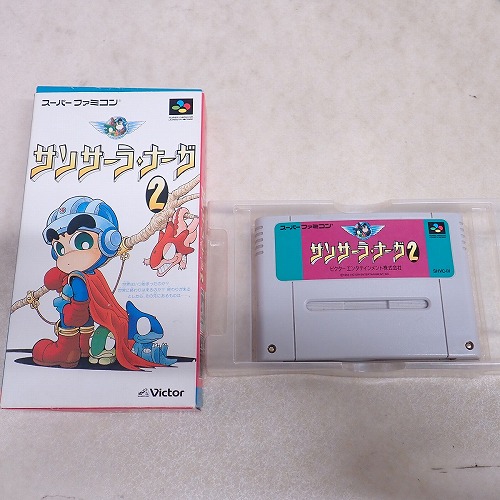 スーパーファミコン
サンサーラ・ナーガ
2
Victor
スーパーファミコン
サンサーラ・ナーガ2
ビクターエンタテインメント株式会社